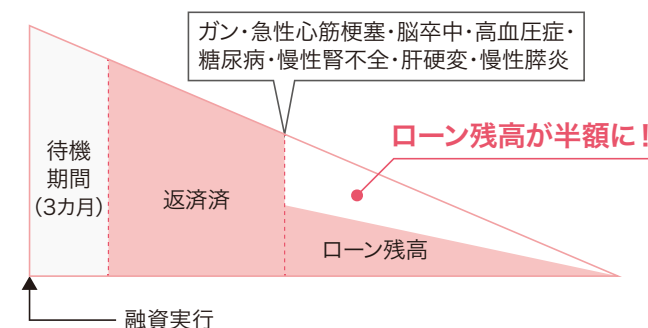 ガン・急性心筋梗塞・脳卒中・高血圧症・
糖尿病・慢性腎不全・肝硬変・慢性膵炎
ローン残高が半額に!
待機
期間
(3カ月)
返済済
ローン残高
融資実行